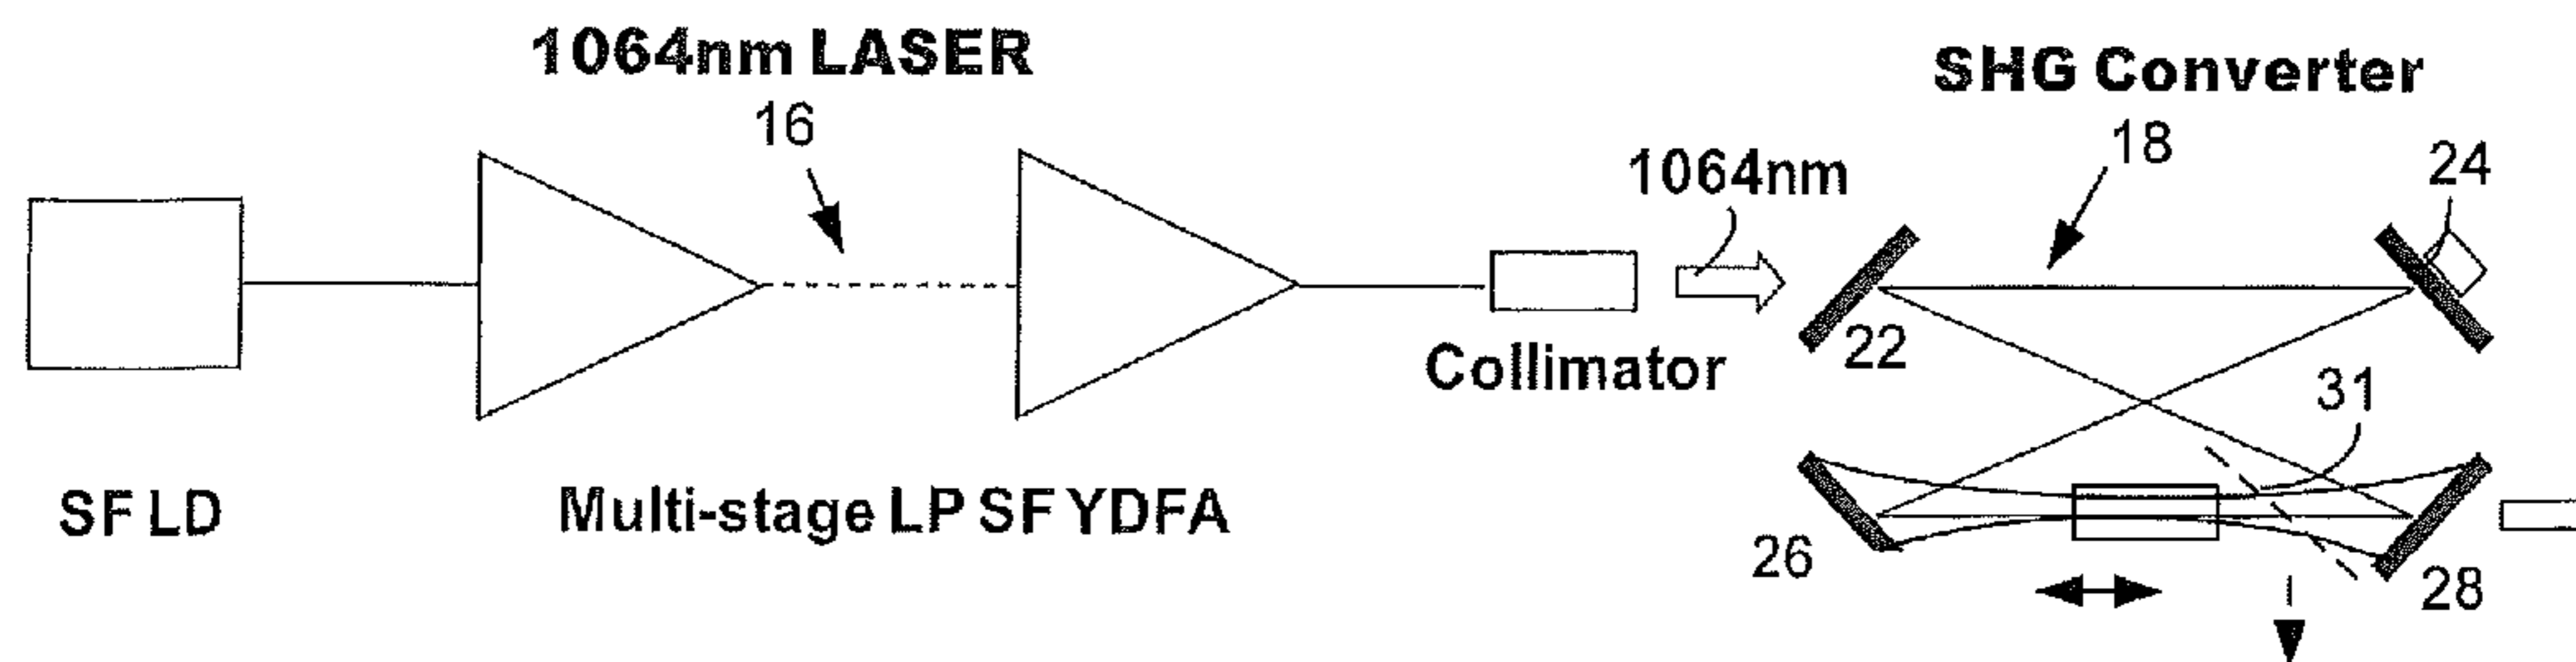 1064nm LASER
16
SHG Converter
18
1064nm
24
22
Collimator
31
SF LD
Multi-stage LP SF YDFA
26
28